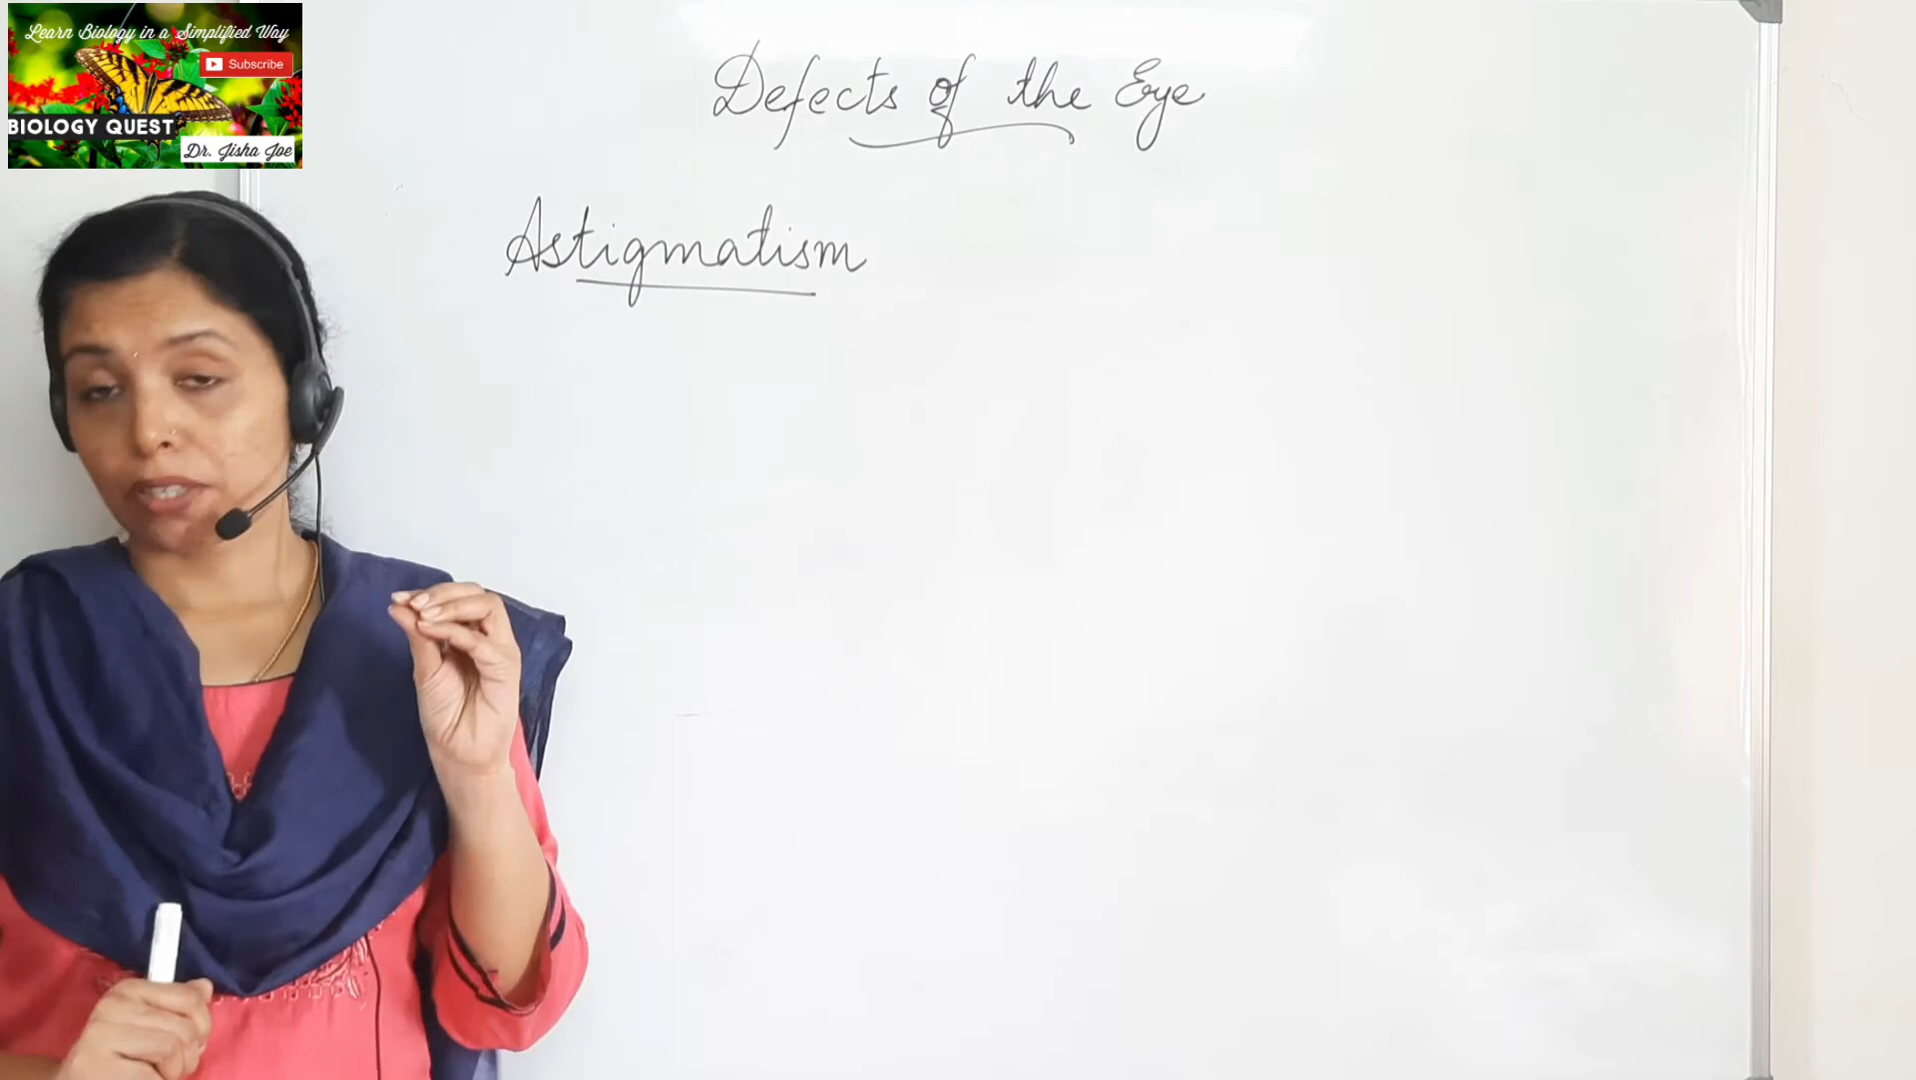 Learn Biology in a Simplified Way
Subscribe
BIOLOGY QUEST
Dr. Jisha Joe
Defects of the Eye
Astigmatism